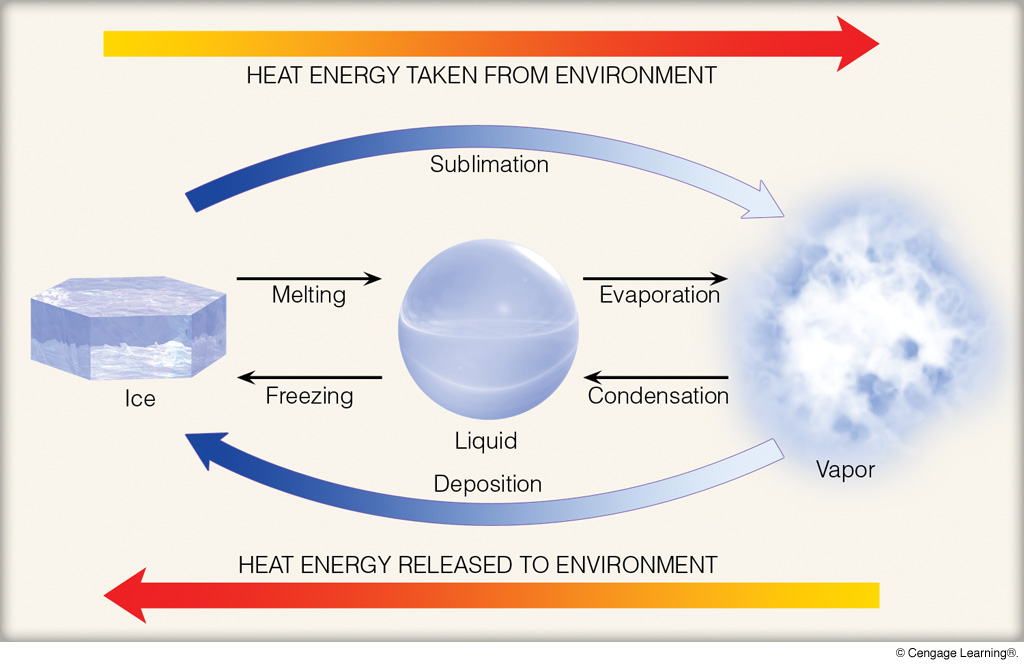 HEAT ENERGY TAKEN FROM ENVIRONMENT
Sublimation
Melting
Evaporation
Freezing
Condensation
Ice
Liquid
Vapor
Deposition
HEAT ENERGY RELEASED TO ENVIRONMENT
© Cengage Learning®.